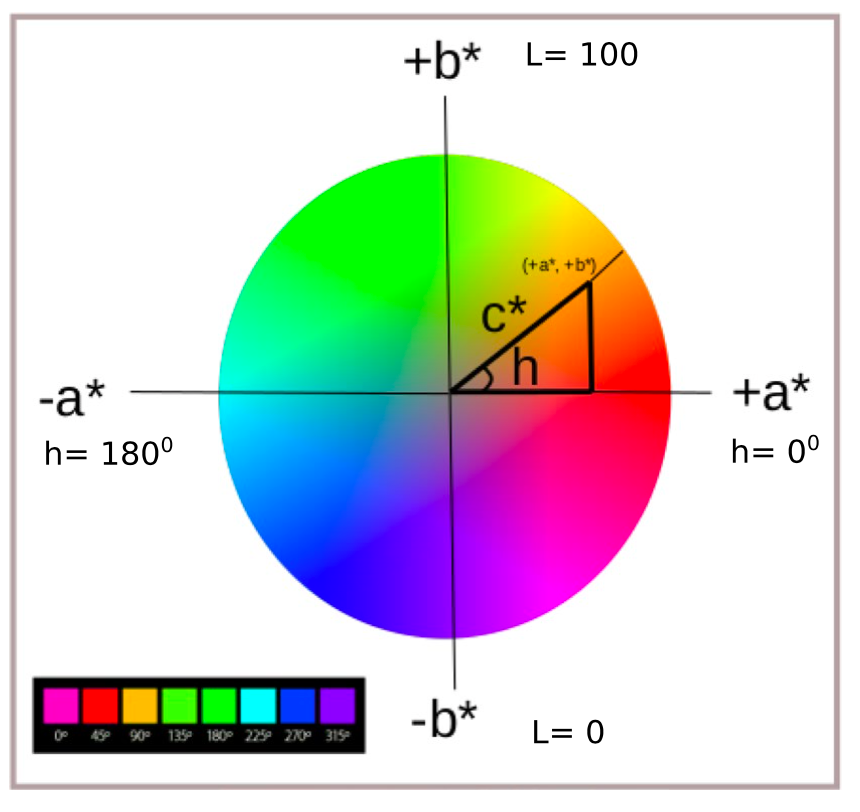 +b* L= 100
(+a*, +b*)
c*
h
-a* +a*
h= 180⁰ h= 0⁰
0º 45º 90º 135º 180º 225º 270º 315º
-b* L= 0